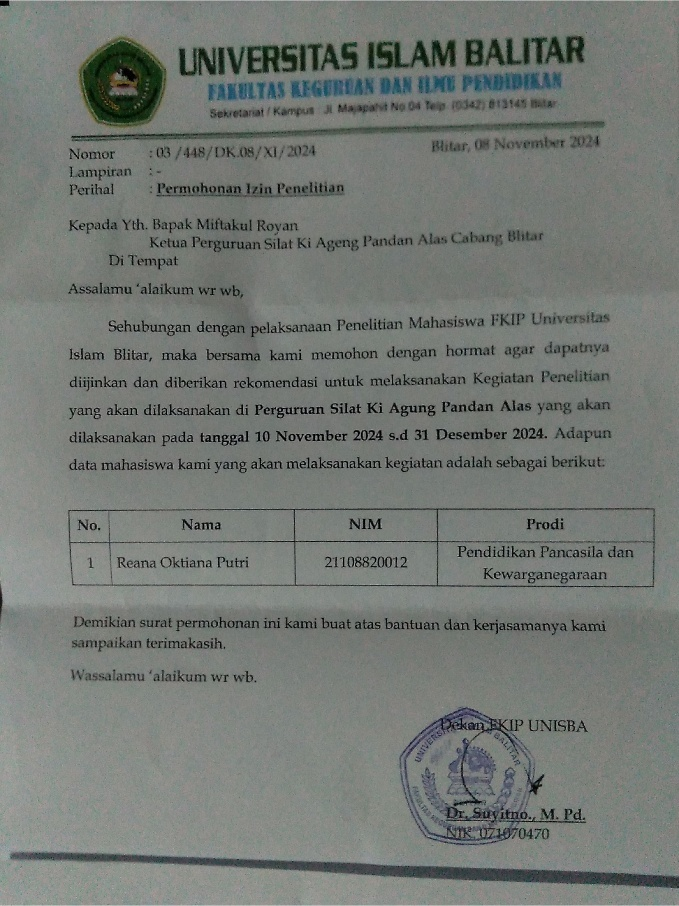 UNIVERSITAS ISLAM BALITAR
FAKULTAS KEGURUAN DAN ILMU PENDIDIKAN
Sekretariat / Kampus : Jl. Majapahit No.04 Telp. (0342) 813145 Blitar
Nomor : 03 /448/DK.08/XI/2024 Blitar, 08 November 2024
Lampiran : -
Perihal : Permohonan Izin Penelitian
Kepada Yth. Bapak Miftakul Royan
Ketua Perguruan Silat Ki Ageng Pandan Alas Cabang Blitar
Di Tempat
Assalamu ‘alaikum wr wb,
Sehubungan dengan pelaksanaan Penelitian Mahasiswa FKIP Universitas
Islam Blitar, maka bersama kami memohon dengan hormat agar dapatnya
diijinkan dan diberikan rekomendasi untuk melaksanakan Kegiatan Penelitian
yang akan dilaksanakan di Perguruan Silat Ki Agung Pandan Alas yang akan
dilaksanakan pada tanggal 10 November 2024 s.d 31 Desember 2024. Adapun
data mahasiswa kami yang akan melaksanakan kegiatan adalah sebagai berikut:
No. Nama NIM Prodi
1 Reana Oktiana Putri 21108820012 Pendidikan Pancasila dan
Kewarganegaraan
Demikian surat permohonan ini kami buat atas bantuan dan kerjasamanya kami
sampaikan terimakasih.
Wassalamu ‘alaikum wr wb.
Dekan FKIP UNISBA
Dr. Suyitno., M. Pd.
NIK. 071070470